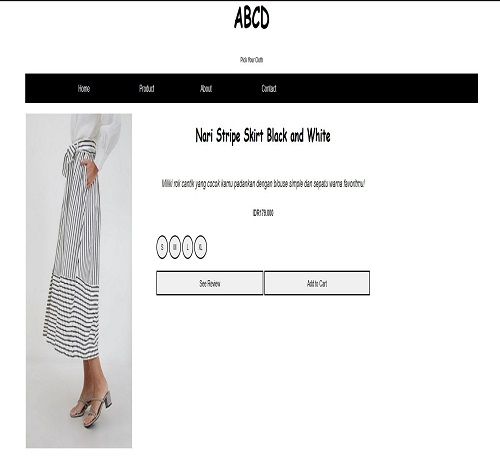 ABCD
Pick Your Cloth
Home Product About Contact
Nari Stripe Skirt Black and White
Miliki rok cantik yang cocok kamu padankan dengan blouse simple dan sepatu warna favoritmu!
IDR179.000
S M L XL
See Review Add to Cart